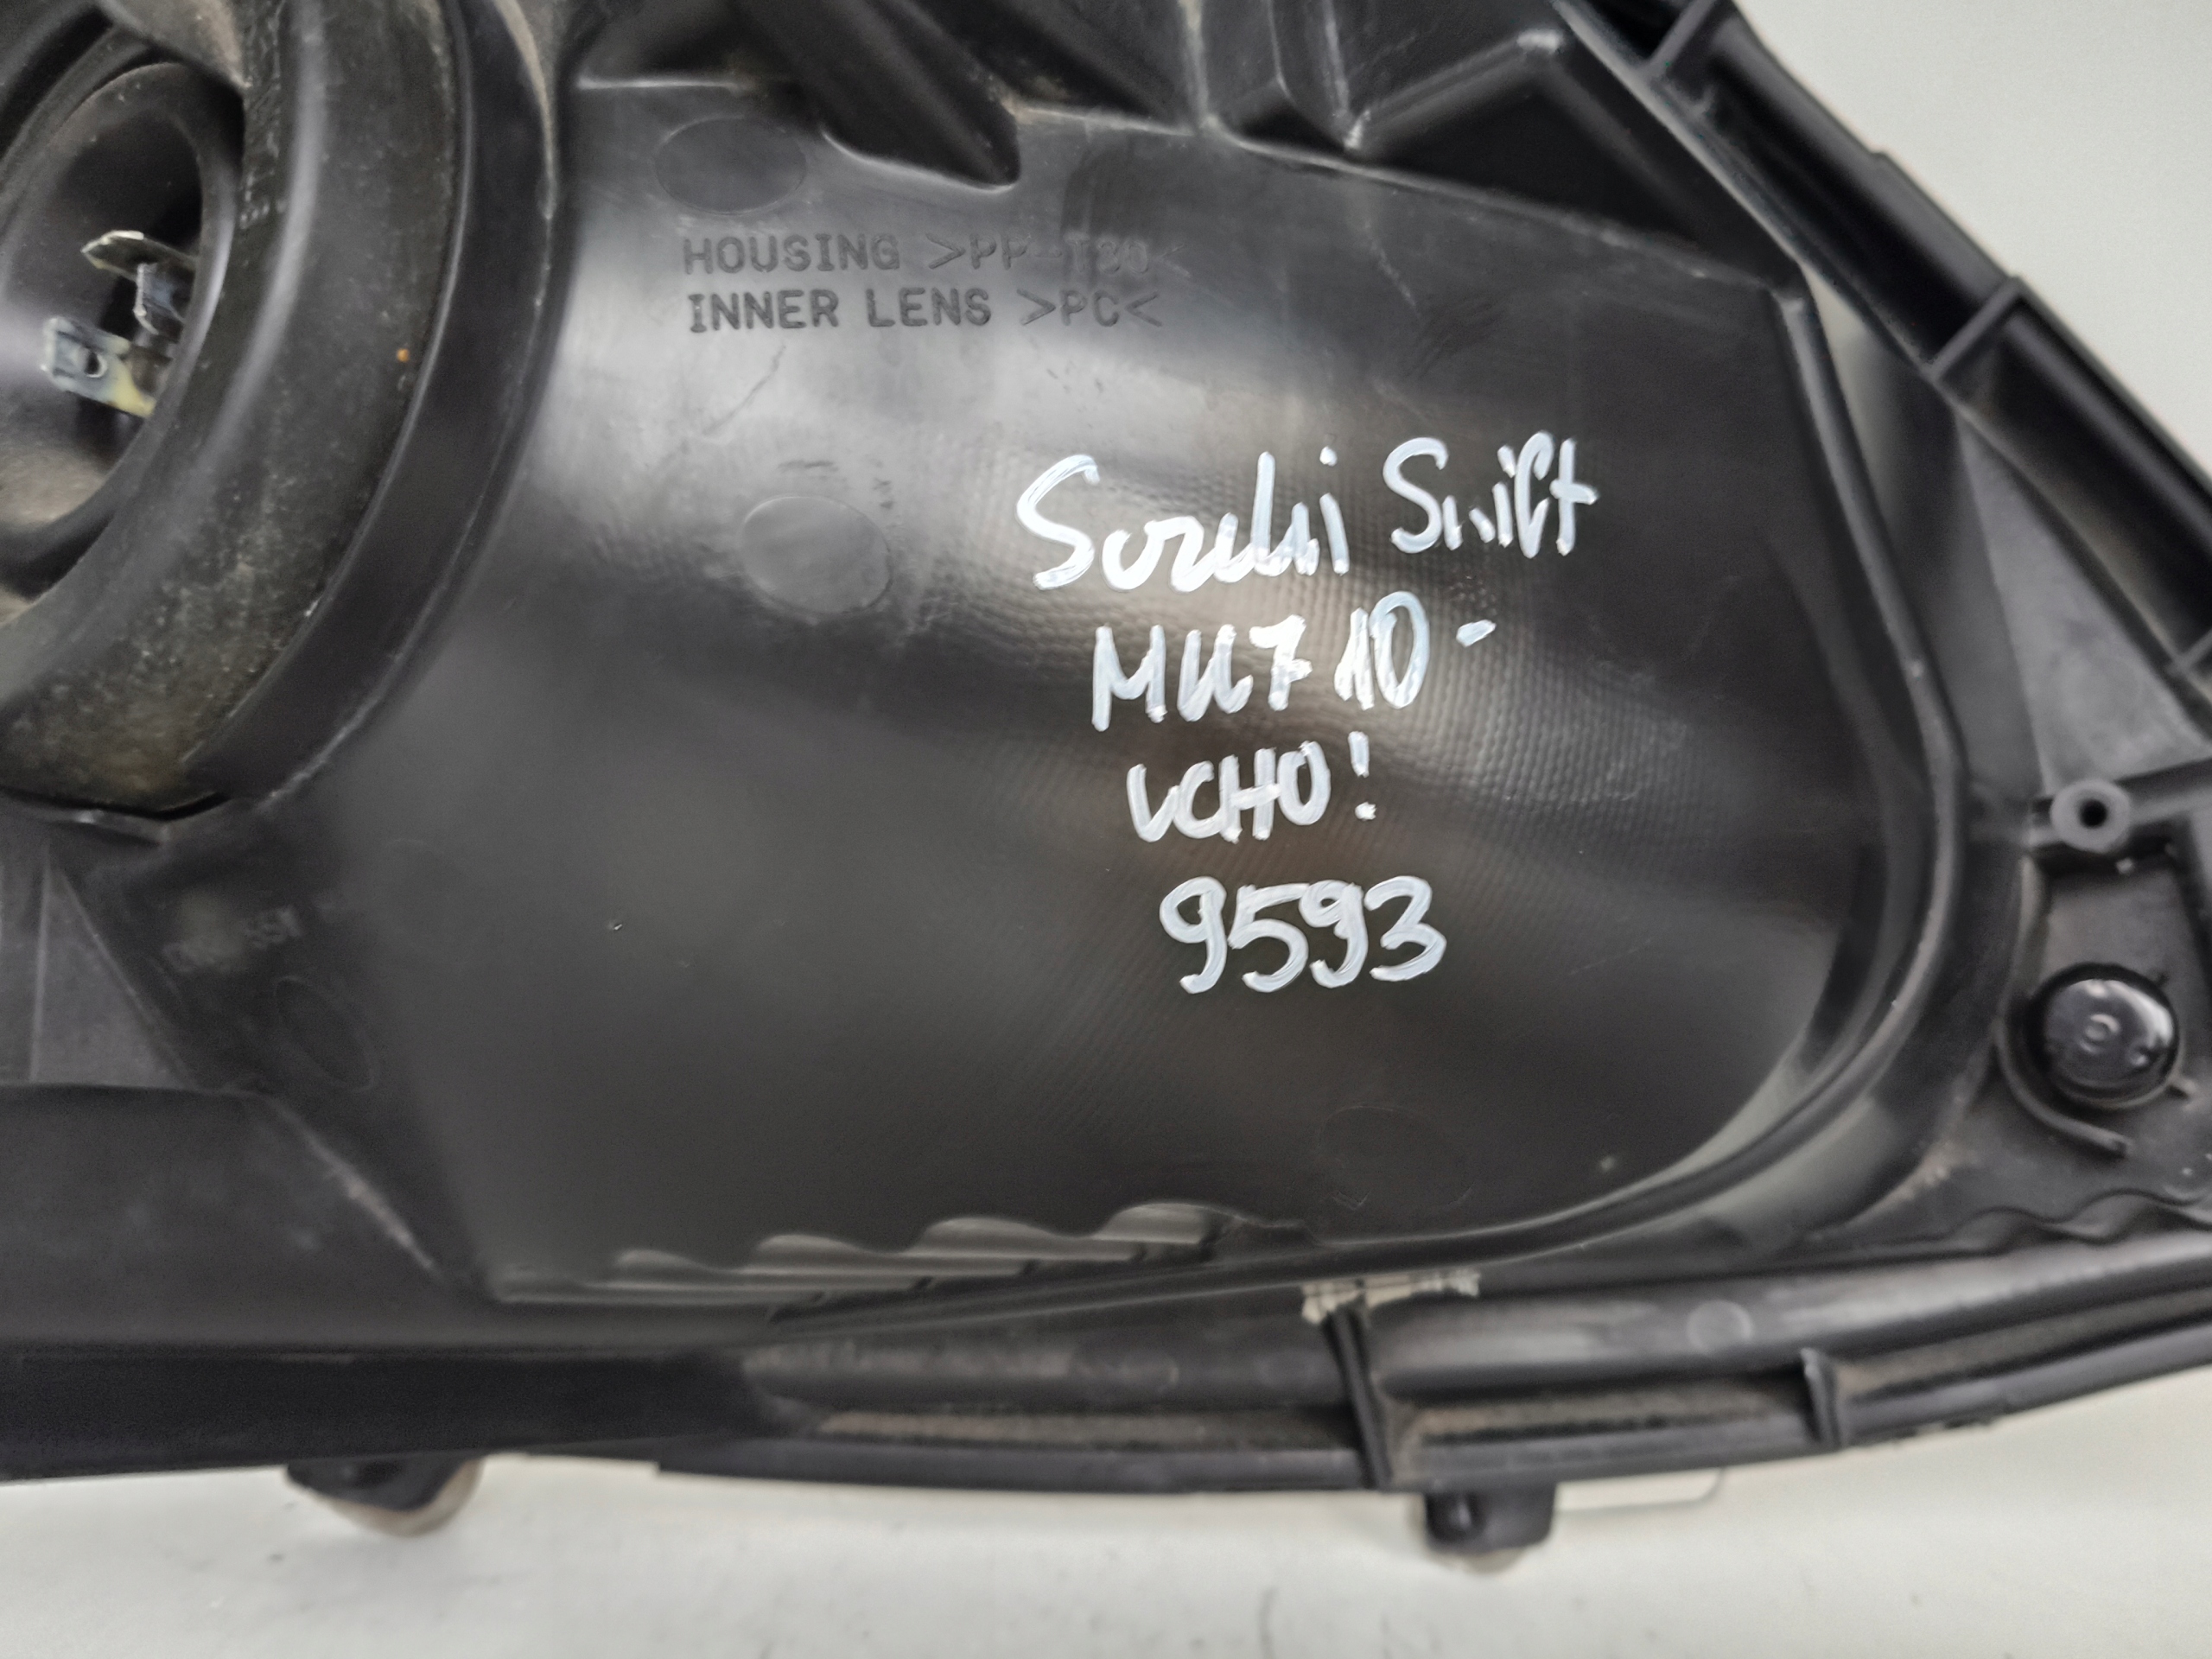 HOUSING >PP-T30<
INNER LENS >PC<
Suzuki Swift
MK7 10-
UCHO!
9593